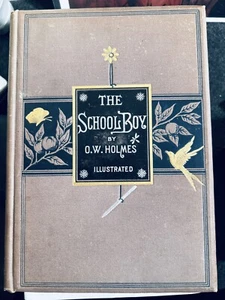 THE
SCHOOL-BOY
BY
O.W. HOLMES
ILLUSTRATED